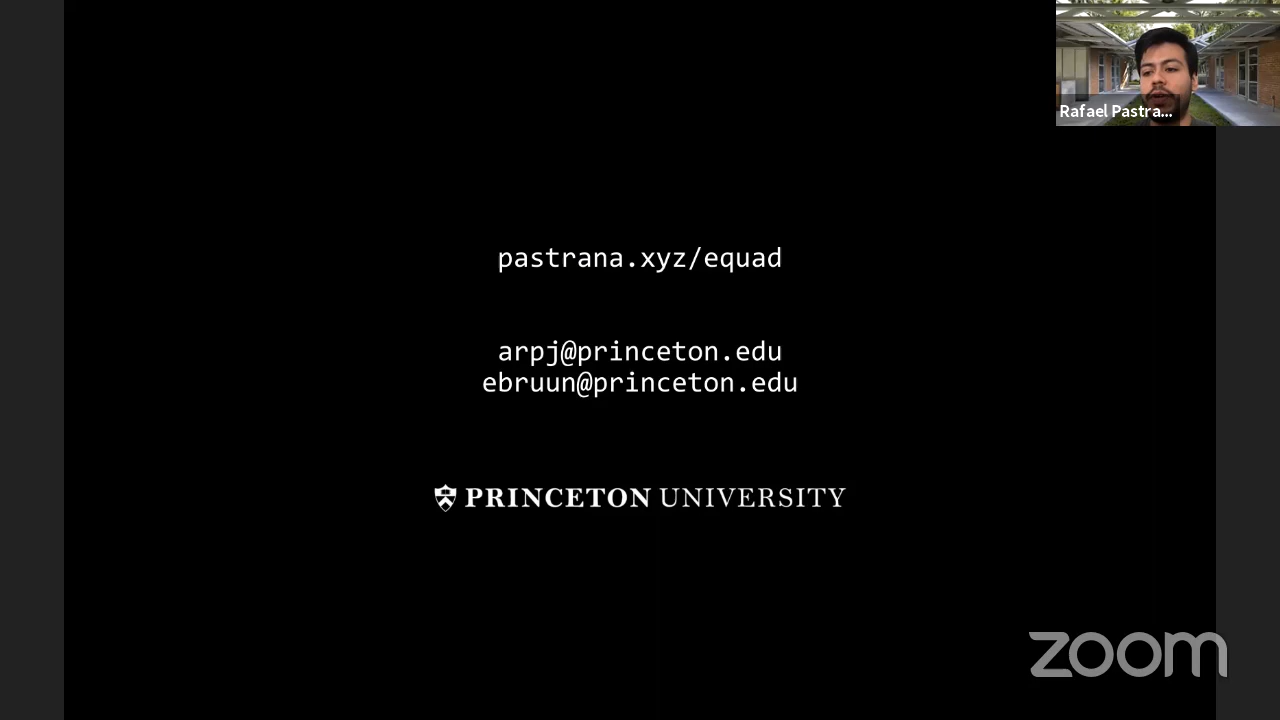 Rafael Pastra...
pastrana.xyz/equad
arpj@princeton.edu
ebruun@princeton.edu
PRINCETON UNIVERSITY
zoom